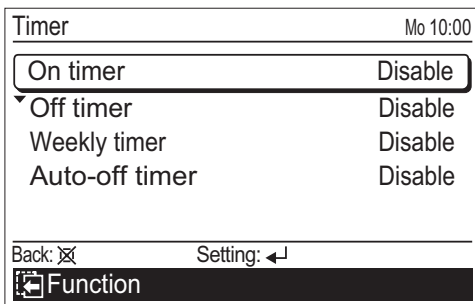 Timer Mo 10:00
On timer Disable
Off timer Disable
Weekly timer Disable
Auto-off timer Disable
Back: Setting:
Function